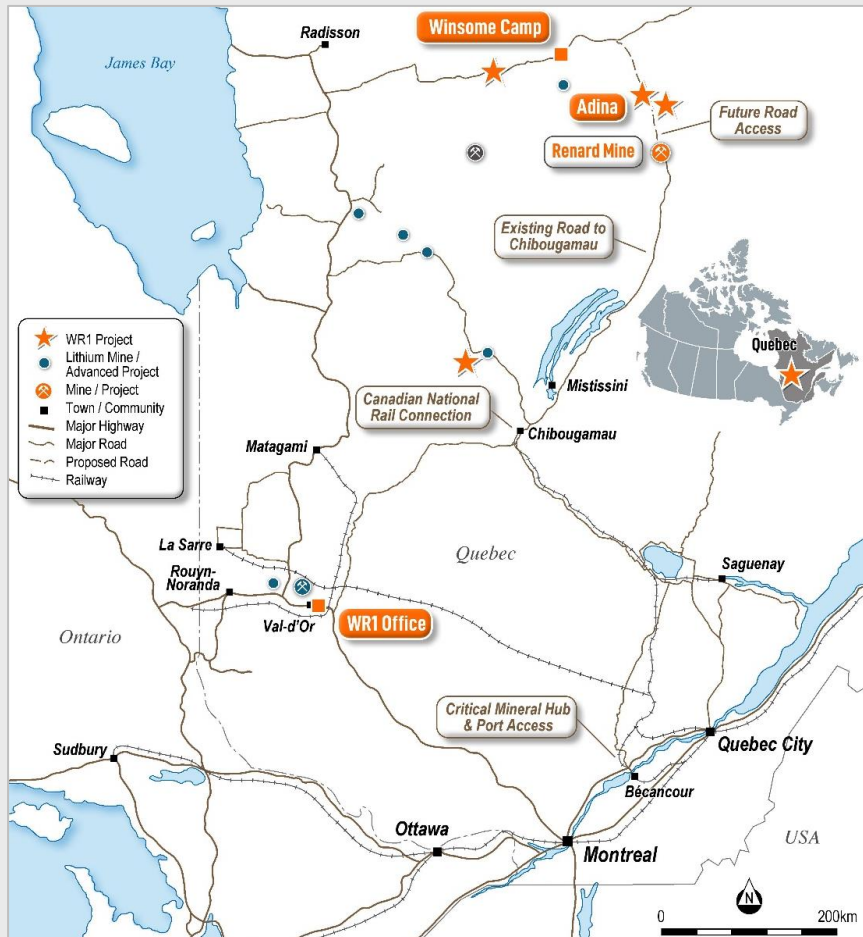 Radisson
Winsome Camp
James Bay
Adina
Future Road
Access
Renard Mine
Existing Road to
Chibougamau
WR1 Project
Lithium Mine /
Advanced Project
Mine / Project
Town / Community
Major Highway
Major Road
Proposed Road
Railway
Quebec
Mistissini
Canadian National
Rail Connection
Chibougamau
Matagami
La Sarre
Quebec
Saguenay
Rouyn-
Noranda
Val-d'Or
WR1 Office
Ontario
Critical Mineral Hub
& Port Access
Sudbury
Quebec City
Bécancour
Ottawa
Montreal
USA
N
0 200km